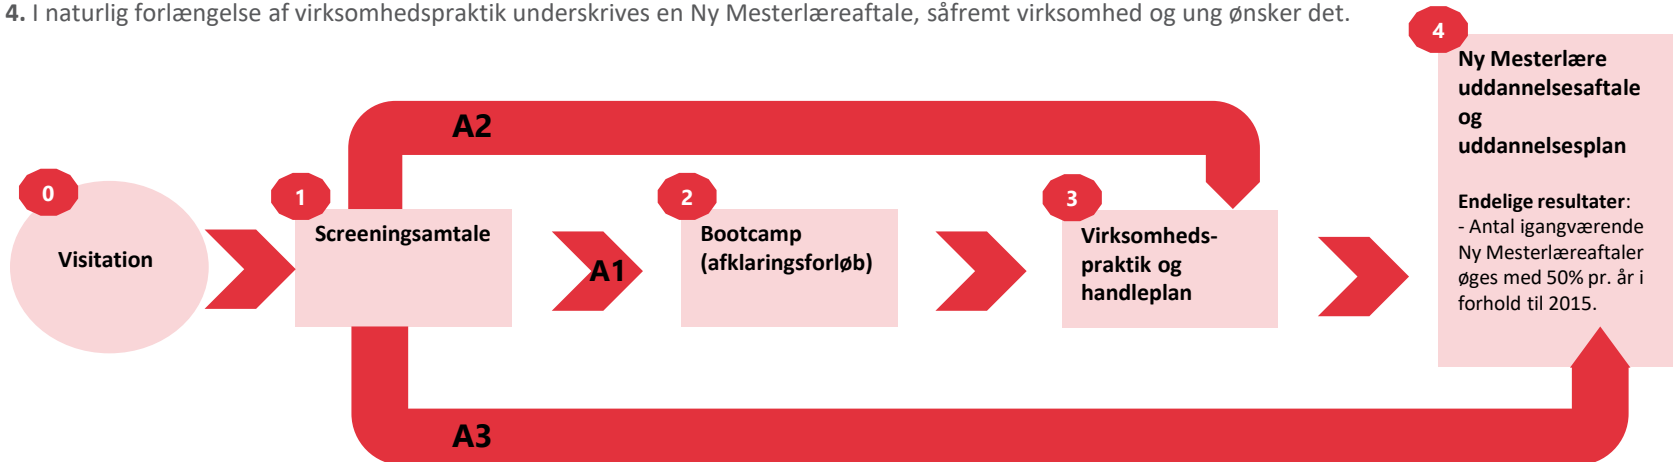 4. I naturlig forlængelse af virksomhedspraktik underskrives en Ny Mesterlæreaftale, såfremt virksomhed og ung ønsker det.
0
Visitation
1
Screeningsamtale
A2
A1
A3
2
Bootcamp
(afklaringsforløb)
3
Virksomheds-
praktik og
handleplan
4
Ny Mesterlære
uddannelsesaftale
og
uddannelsesplan
Endelige resultater:
- Antal igangværende
Ny Mesterlæreaftaler
øges med 50% pr. år i
forhold til 2015.